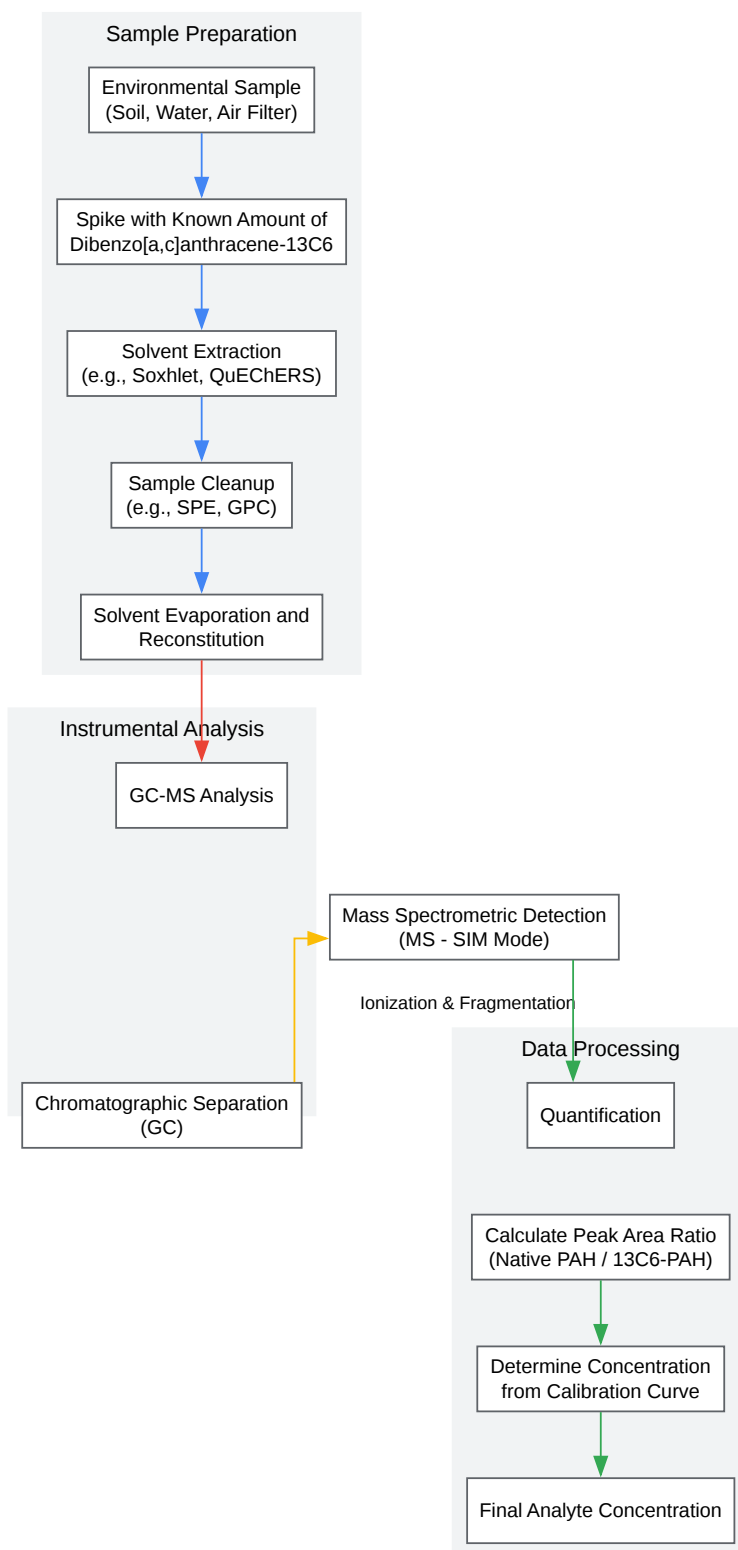 Sample Preparation
Environmental Sample
(Soil, Water, Air Filter)
Spike with Known Amount of
Dibenzo[a,c]anthracene-13C6
Solvent Extraction
(e.g., Soxhlet, QuEChERS)
Sample Cleanup
(e.g., SPE, GPC)
Solvent Evaporation and
Reconstitution
Instrumental Analysis
GC-MS Analysis
Mass Spectrometric Detection
(MS - SIM Mode)
Ionization & Fragmentation
Data Processing
Chromatographic Separation
(GC)
Quantification
Calculate Peak Area Ratio
(Native PAH / 13C6-PAH)
Determine Concentration
from Calibration Curve
Final Analyte Concentration